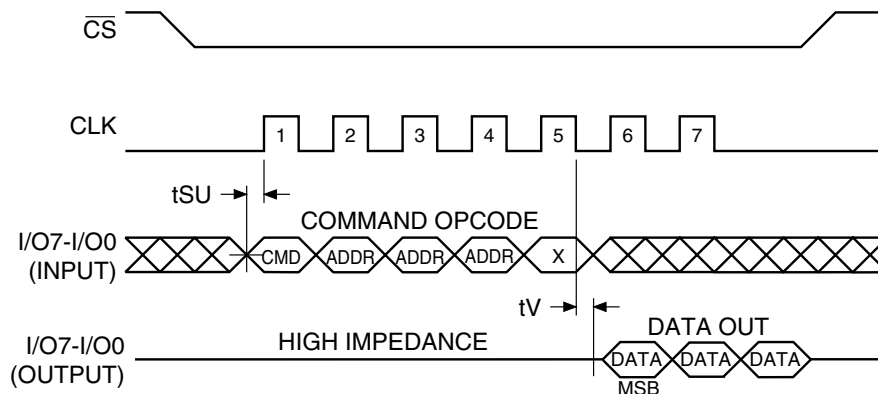 CS
CLK
1 2 3 4 5 6 7
tSU
COMMAND OPCODE
I/O7-I/O0
(INPUT)
CMD ADDR ADDR ADDR X
tV
HIGH IMPEDANCE
DATA OUT
I/O7-I/O0
(OUTPUT)
DATA DATA DATA
MSB